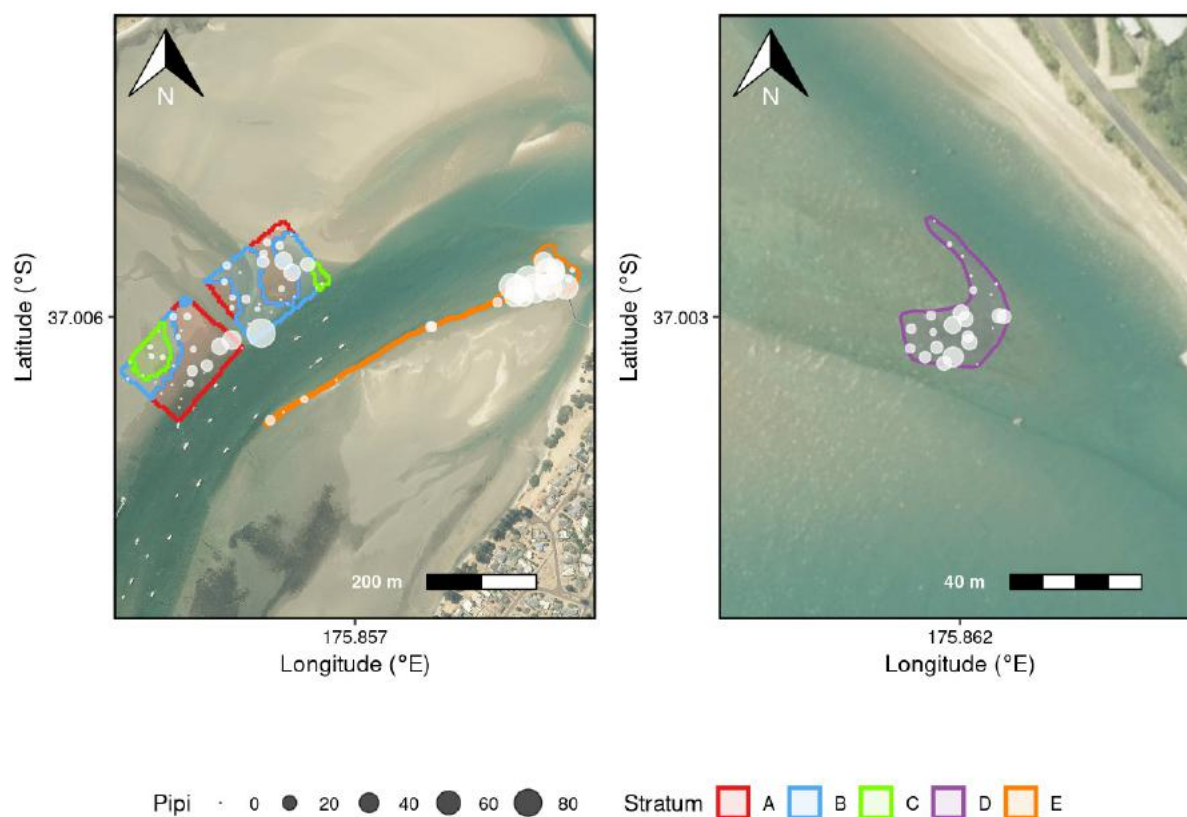 N
N
Latitude (°S)
37.006
Latitude (°S)
37.003
200 m
40 m
175.857
175.862
Longitude (°E)
Longitude (°E)
Pipi 0 20 40 60 80 Stratum A B C D E